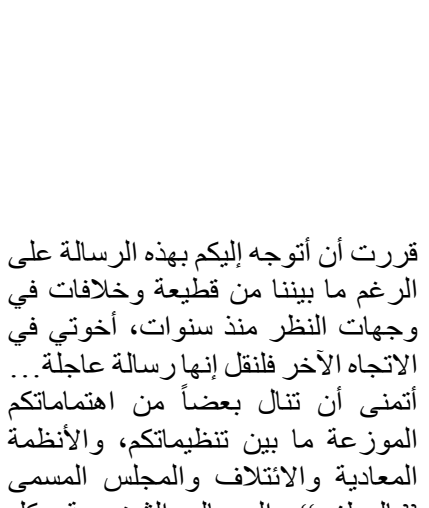 قررت أن أتوجه إليكم بهذه الرسالة على
الرغم ما بيننا من قطيعة وخلافات في
وجهات النظر منذ سنوات، أخوتي في
الاتجاه الآخر فلنقل إنها رسالة عاجلة...
أتمنى أن تنال بعضاً من اهتماماتكم
الموزعة ما بين تنظيماتكم، والأنظمة
المعادية والائتلاف والمجلس المسمى